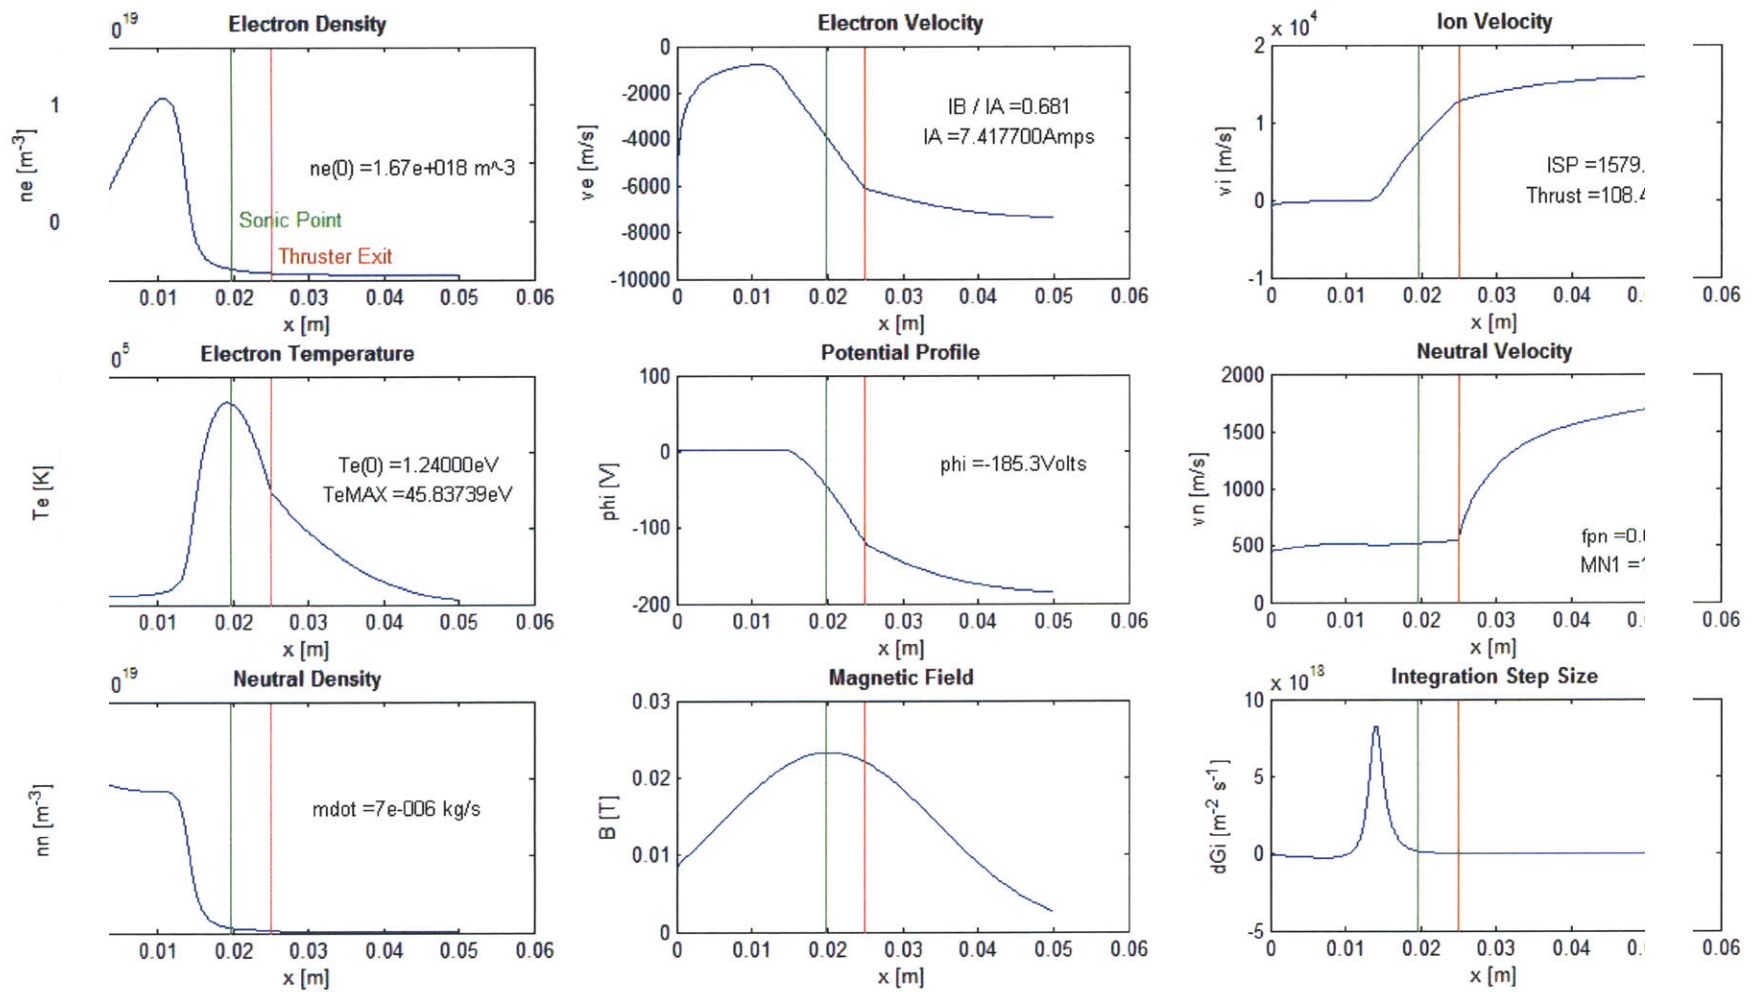 0^19 Electron Density
1
0
ne [m^-3]
ne(0) =1.67e+018 m^-3
Sonic Point
Thruster Exit
0.01 0.02 0.03 0.04 0.05 0.06
x [m]
Electron Velocity
0
-2000
-4000
-6000
-8000
-10000
ve [m/s]
IB / IA =0.681
IA =7.417700Amps
0 0.01 0.02 0.03 0.04 0.05 0.06
x [m]
Ion Velocity
x 10^4
2
1
0
-1
vi [m/s]
ISP =1579.
Thrust =108.4
0 0.01 0.02 0.03 0.04 0. 0.06
x [m]
0^5 Electron Temperature
Te [K]
Te(0) =1.24000eV
TeMAX =45.83739eV
0.01 0.02 0.03 0.04 0.05 0.06
x [m]
Potential Profile
100
0
-100
-200
phi [V]
phi =-185.3Volts
0 0.01 0.02 0.03 0.04 0.05 0.06
x [m]
Neutral Velocity
2000
1500
1000
500
0
vn [m/s]
fpn =0.
MN1 =
0 0.01 0.02 0.03 0.04 0. 0.06
x [m]
0^19 Neutral Density
nn [m^-3]
mdot =7e-006 kg/s
0.01 0.02 0.03 0.04 0.05 0.06
x [m]
Magnetic Field
0.03
0.02
0.01
0
B [T]
0 0.01 0.02 0.03 0.04 0.05 0.06
x [m]
Integration Step Size
x 10^18
10
5
0
-5
dGi [m^-2 s^-1]
0 0.01 0.02 0.03 0.04 0. 0.06
x [m]